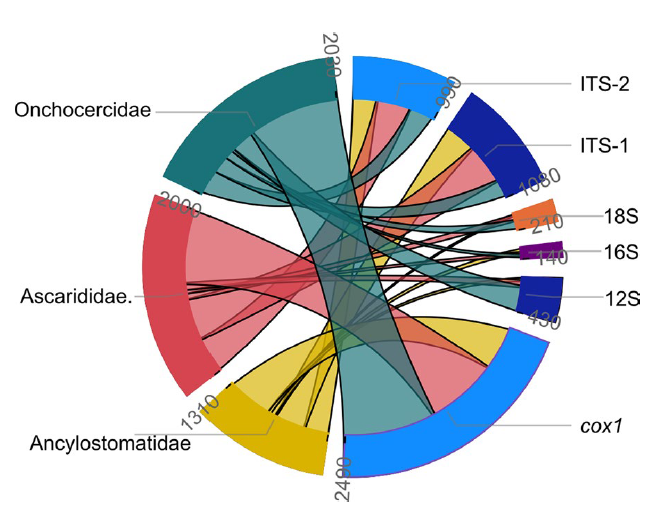 2030
ITS-2
990
Onchocercidae
ITS-1
1080
2000
18S
210
16S
140
Ascarididae.
12S
430
1310
cox1
Ancylostomatidae
2490